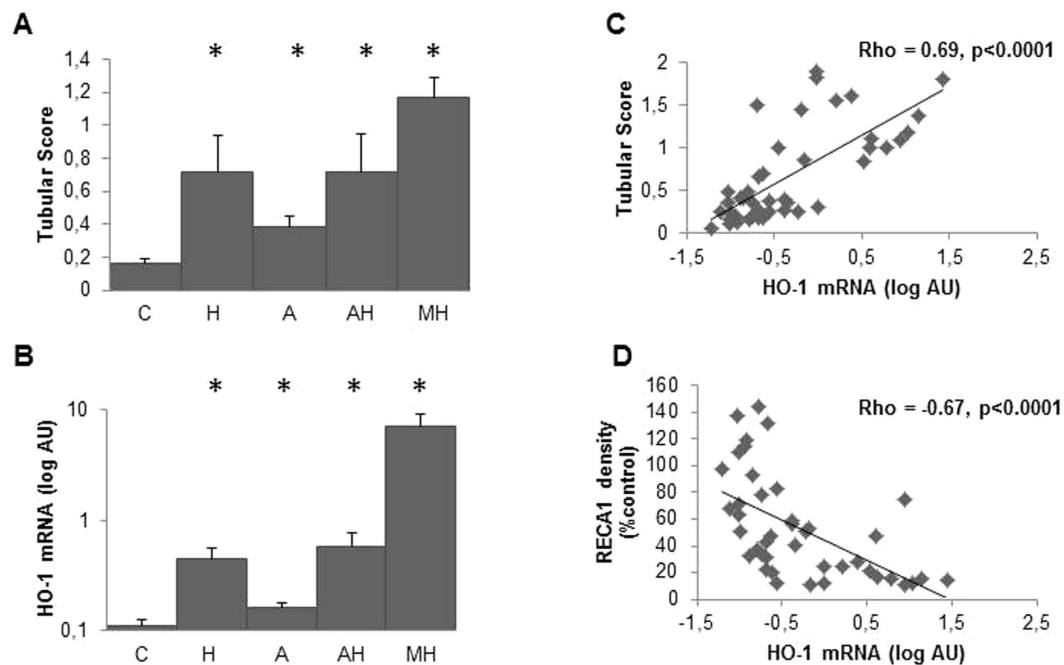 A
* * * *
Tubular Score
1,4
1,2
1
0,8
0,6
0,4
0,2
0
C H A AH MH
B
* * * *
HO-1 mRNA (log AU)
10
1
0,1
C H A AH MH
C
Rho = 0.69, p<0.0001
Tubular Score
2
1,5
1
0,5
0
-1,5 -0,5 0,5 1,5 2,5
HO-1 mRNA (log AU)
D
Rho = -0.67, p<0.0001
RECA1 density
(%control)
160
140
120
100
80
60
40
20
0
-1,5 -0,5 0,5 1,5 2,5
HO-1 mRNA (log AU)